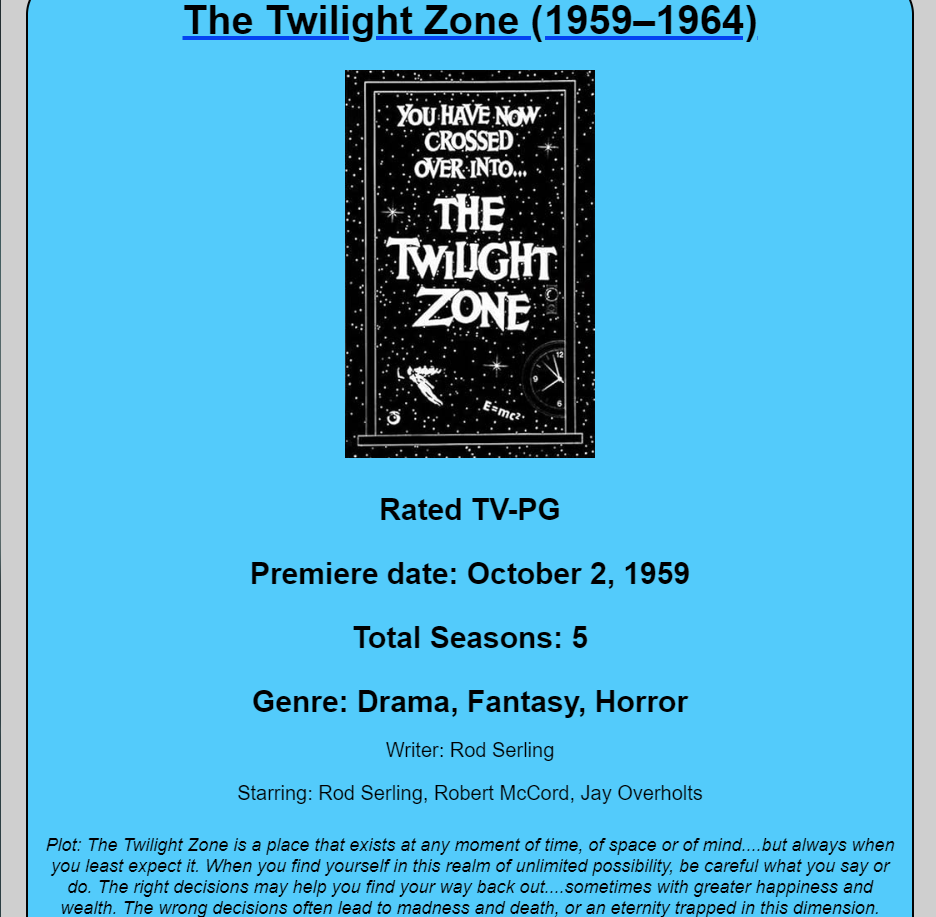 The Twilight Zone (1959–1964)
YOU HAVE NOW
CROSSED
OVER INTO...
THE
TWILIGHT
ZONE
12
9
6
E=mc²
Rated TV-PG
Premiere date: October 2, 1959
Total Seasons: 5
Genre: Drama, Fantasy, Horror
Writer: Rod Serling
Starring: Rod Serling, Robert McCord, Jay Overholts
Plot: The Twilight Zone is a place that exists at any moment of time, of space or of mind....but always when
you least expect it. When you find yourself in this realm of unlimited possibility, be careful what you say or
do. The right decisions may help you find your way back out....sometimes with greater happiness and
wealth. The wrong decisions often lead to madness and death, or an eternity trapped in this dimension.